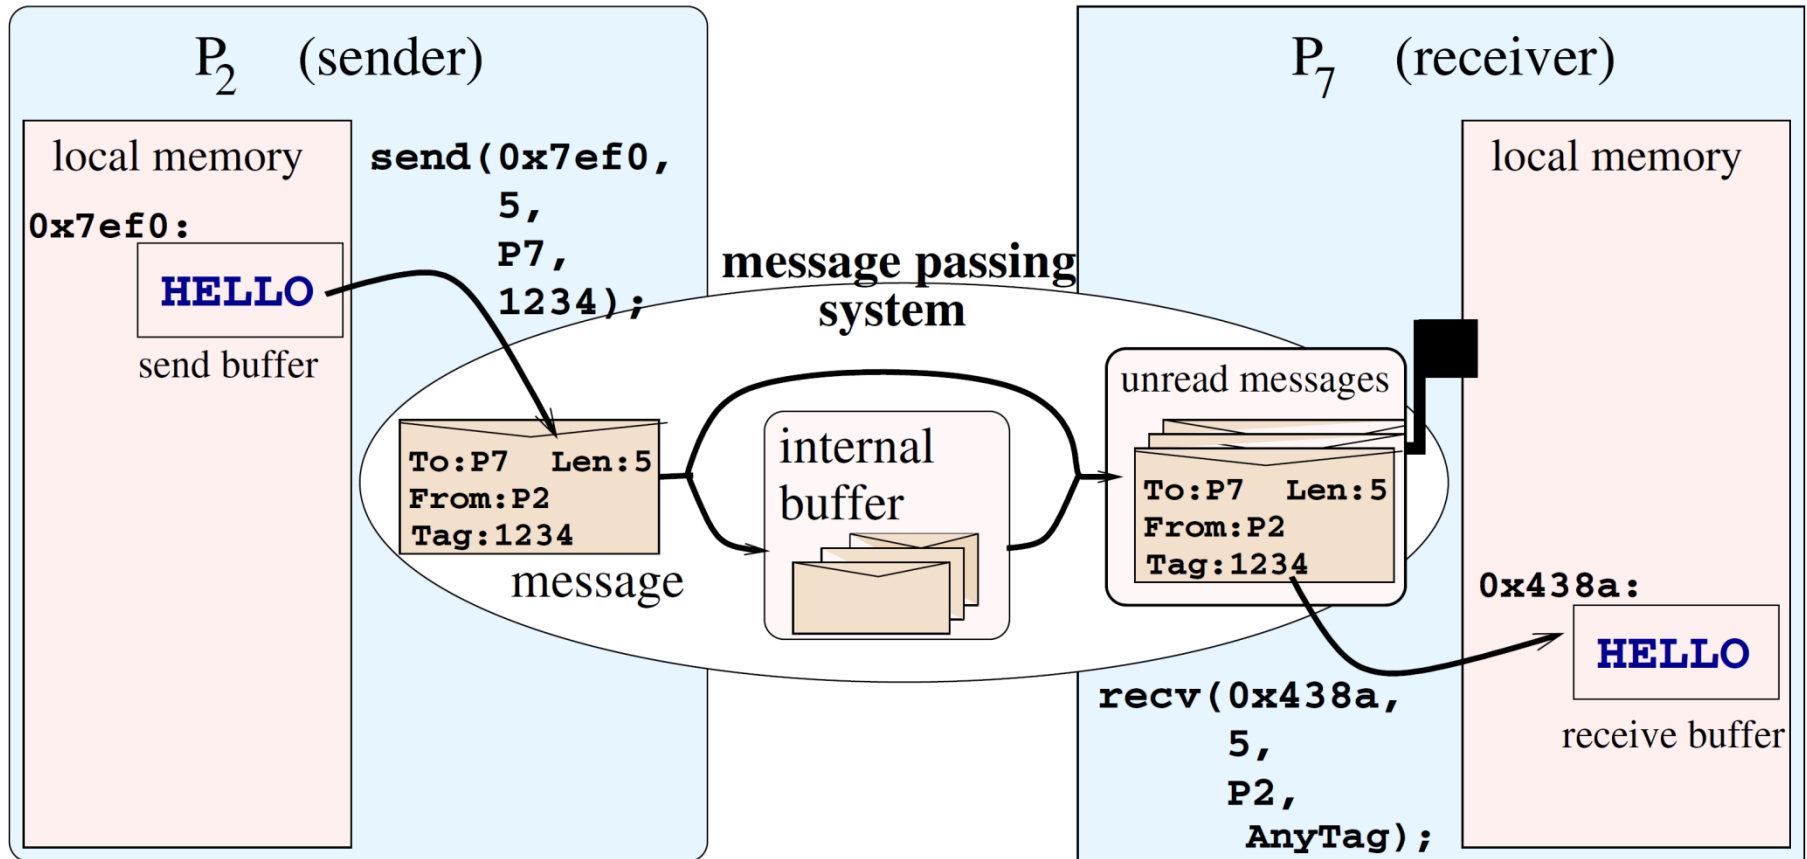 P2 (sender)
local memory
0x7ef0:
HELLO
send buffer
send(0x7ef0,
5,
P7,
1234);
message passing
system
To:P7 Len:5
From:P2
Tag:1234
message
internal
buffer
P7 (receiver)
unread messages
To:P7 Len:5
From:P2
Tag:1234
recv(0x438a,
5,
P2,
AnyTag);
local memory
0x438a:
HELLO
receive buffer